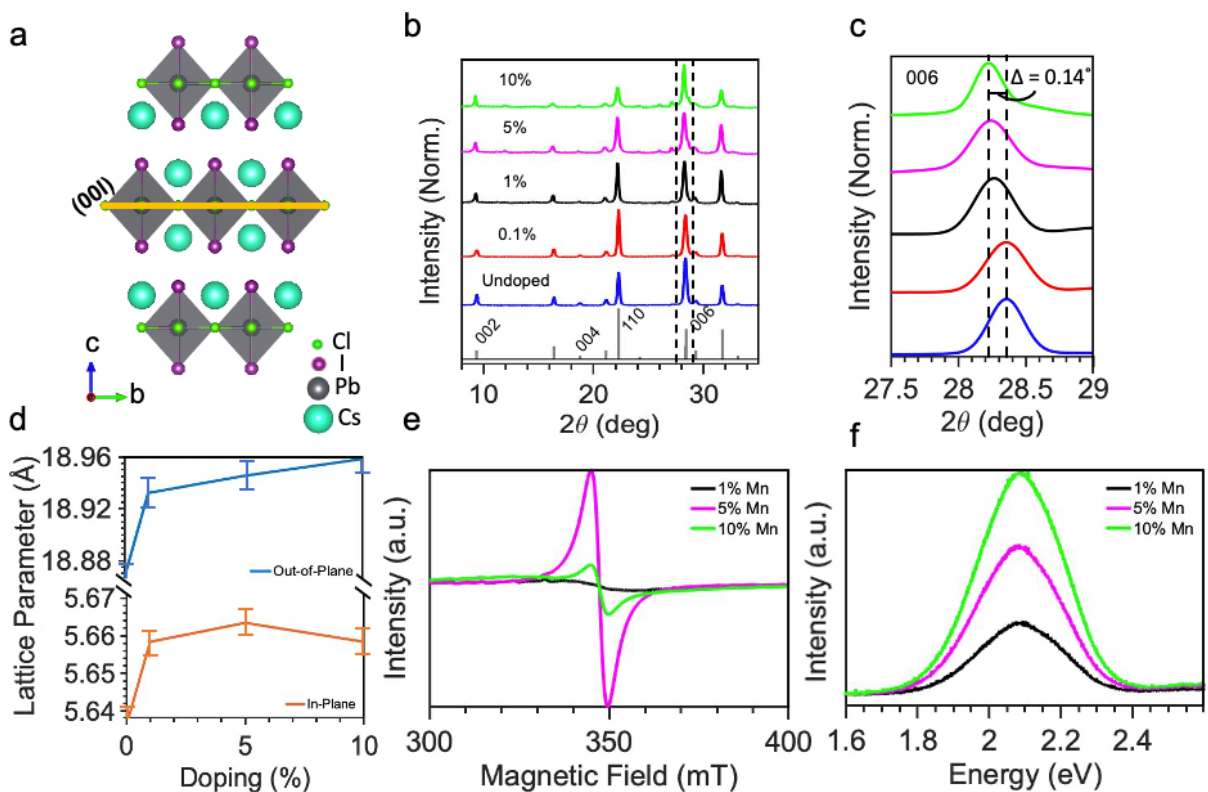 a
(00l)
c
b
Cl
I
Pb
Cs
b
Intensity (Norm.)
10%
5%
1%
0.1%
Undoped
002
004
110
006
10
20
30
2θ (deg)
c
Intensity (Norm.)
006
Δ = 0.14°
27.5
28
28.5
29
2θ (deg)
d
Lattice Parameter (Å)
18.96
18.92
18.88
5.67
5.66
5.65
5.64
Out-of-Plane
In-Plane
0
5
10
Doping (%)
e
Intensity (a.u.)
1% Mn
5% Mn
10% Mn
300
350
400
Magnetic Field (mT)
f
Intensity (a.u.)
1% Mn
5% Mn
10% Mn
1.6
2
2.2
2.4
Energy (eV)